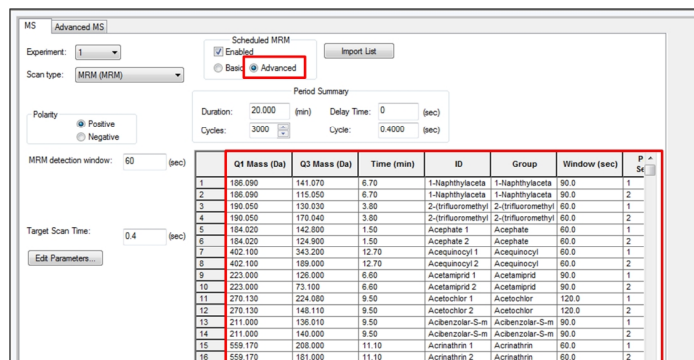 MS Advanced MS
Experiment: 1
Scheduled MRM
Enabled
Import List
Basic Advanced
Scan type: MRM (MRM)
Period Summary
Duration: 20.000 (min) Delay Time: 0 (sec)
Cycles: 3000 Cycle: 0.4000 (sec)
Polarity
Positive
Negative
MRM detection window: 60 (sec)
Target Scan Time: 0.4 (sec)
Edit Parameters...
Q1 Mass (Da) Q3 Mass (Da) Time (min) ID Group Window (sec) P Se
1 186.090 141.070 6.70 1-Naphthylaceta 1-Naphthylaceta 90.0 1
2 186.090 115.050 6.70 1-Naphthylaceta 1-Naphthylaceta 90.0 2
3 190.050 130.030 3.80 2-(trifluoromethyl 2-(trifluoromethyl 60.0 1
4 190.050 170.040 3.80 2-(trifluoromethyl 2-(trifluoromethyl 60.0 2
5 184.020 142.800 1.50 Acephate 1 Acephate 60.0 1
6 184.020 124.900 1.50 Acephate 2 Acephate 60.0 2
7 402.100 343.200 12.70 Acequinocyl 1 Acequinocyl 60.0 1
8 402.100 189.000 12.70 Acequinocyl 2 Acequinocyl 60.0 2
9 223.000 126.000 6.60 Acetamiprid 1 Acetamiprid 90.0 1
10 223.000 73.100 6.60 Acetamiprid 2 Acetamiprid 90.0 2
11 270.130 224.080 9.50 Acetochlor 1 Acetochlor 120.0 1
12 270.130 148.110 9.50 Acetochlor 2 Acetochlor 120.0 2
13 211.000 136.010 9.50 Acibenzolar-S-m Acibenzolar-S-m 90.0 1
14 211.000 140.000 9.50 Acibenzolar-S-m Acibenzolar-S-m 90.0 2
15 559.170 208.000 11.10 Acrinathrin 1 Acrinathrin 60.0 1
16 559.170 181.000 11.10 Acrinathrin 2 Acrinathrin 60.0 2